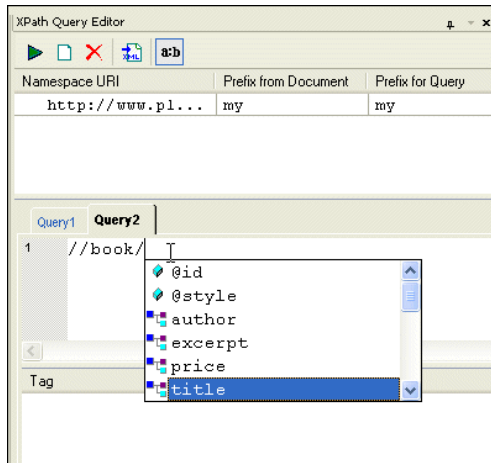 XPath Query Editor
XML a:b
Namespace URI Prefix from Document Prefix for Query
http://www.pl... my my
Query1 Query2
1 //book/
@id
@style
author
excerpt
price
title
Tag